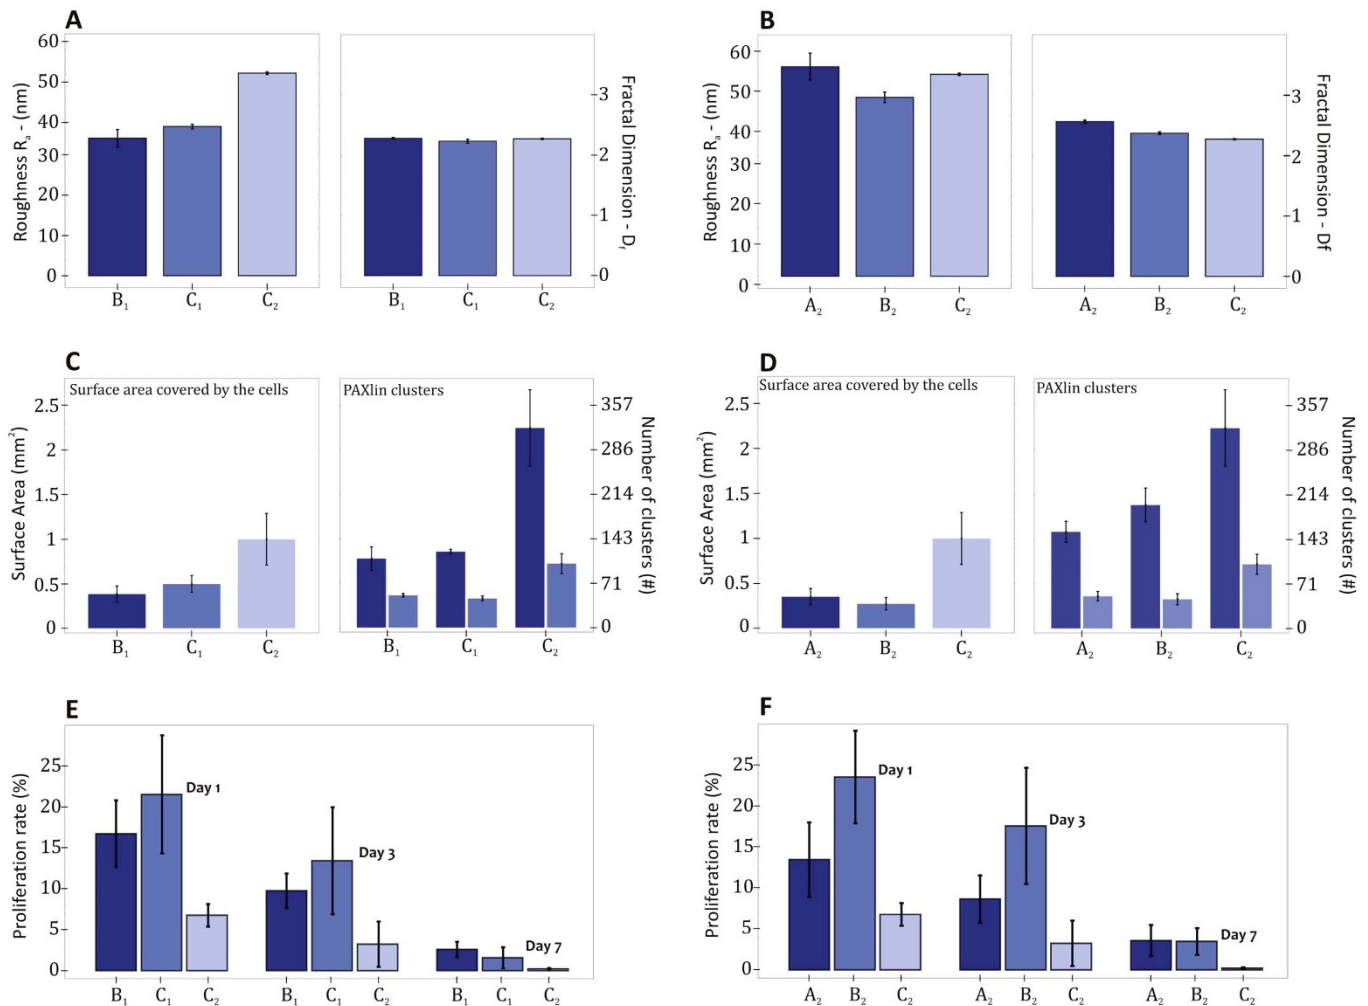 A
Roughness Rₐ - (nm)
60
50
40
30
20
10
0
B₁
C₁
C₂
B₁
C₁
C₂
3
2
1
0
Fractal Dimension - D_f
B
Roughness Rₐ - (nm)
60
50
40
30
20
60
10
0
A₂
B₂
C₂
A₂
B₂
C₂
3
2
1
0
Fractal Dimension - Df
C
Surface Area (mm²)
Surface area covered by the cells
2.5
2
1.5
1
0.5
0
B₁
C₁
C₂
PAXlin clusters
B₁
C₁
C₂
357
286
214
143
71
0
Number of clusters (#)
D
Surface Area (mm²)
Surface area covered by the cells
2.5
2
1.5
1
0.5
0
A₂
B₂
C₂
PAXlin clusters
A₂
B₂
C₂
357
286
214
143
71
0
Number of clusters (#)
E
Proliferation rate (%)
25
20
15
10
5
0
Day 1
Day 3
Day 7
B₁
C₁
C₂
B₁
C₁
C₂
B₁
C₁
C₂
F
Proliferation rate (%)
25
20
15
10
5
0
Day 1
Day 3
Day 7
A₂
B₂
C₂
A₂
B₂
C₂
A₂
B₂
C₂